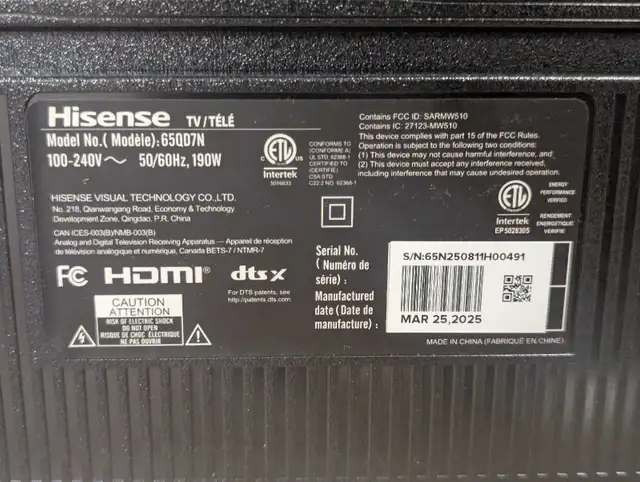 Hisense TV/TÉLÉ
Model No.( Modèle): 65QD7N
100-240V～ 50/60Hz, 190W
HISENSE VISUAL TECHNOLOGY CO.,LTD.
No. 218, Qianwangang Road, Economy & Technology
Development Zone, Qingdao, P.R, China
CAN ICES-003(B)/NMB-003(B)
Analog and Digital Television Receiving Apparatus — Appareil de réception
de télévision analogique et numérique, Canada BETS-7 / NTMR-7
FC HDMI® dts X
For DTS patents, see
http://patents.dts.com
CAUTION
ATTENTION
RISK OF ELECTRIC SHOCK
DO NOT OPEN
RISQUE DE CHOC ÉLECTRIQUE
NE PAS OUVRIR
c ETL us
Intertek
5016633
CONFORMS TO
(CONFORME A)
UL STD. 62368-1
CERTIFIED TO
(CERTIFIÉ)
CSA STD.
C22.2 NO. 62368-1
Contains FCC ID: SARMW510
Contains IC: 27123-MW510
This device complies with part 15 of the FCC Rules.
Operation is subject to the following two conditions:
(1) This device may not cause harmful interference, and
(2) This device must accept any interference received,
including interference that may cause undesired operation.
ETL
Intertek
EP5028305
ENERGY
PERFORMANCE
VERIFIED
RENDEMENT
ÉNERGÉTIQUE
VÉRIFIÉ
Serial No.
( Numéro de
série) :
Manufactured
date (Date de
manufacture) :
S/N:65N250811H00491
MAR 25,2025
MADE IN CHINA (FABRIQUÉ EN CHINE)